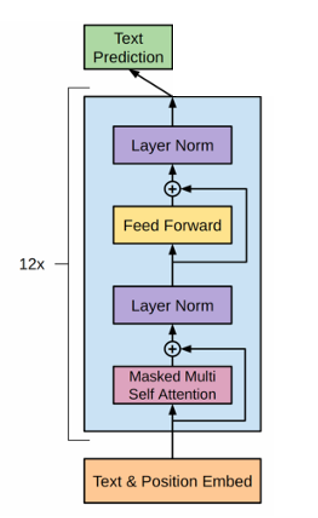 Text
Prediction
Layer Norm
Feed Forward
12x
Layer Norm
Masked Multi
Self Attention
Text & Position Embed